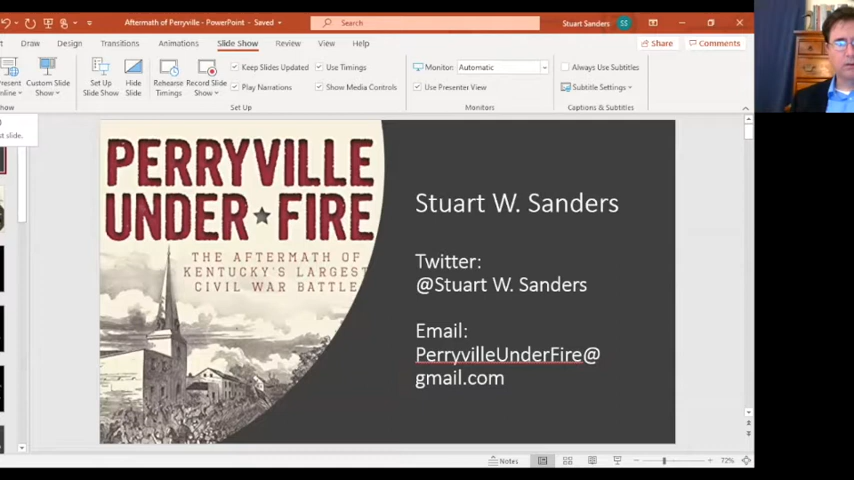 Aftermath of Perryville - PowerPoint - Saved
Search
Stuart Sanders
SS
Draw
Design
Transitions
Animations
Slide Show
Review
View
Help
Share
Comments
Custom Slide
Show
Set Up
Slide Show
Hide
Slide
Rehearse
Timings
Record Slide
Show
Keep Slides Updated
Play Narrations
Use Timings
Show Media Controls
Set Up
Monitor:
Automatic
Use Presenter View
Monitors
Always Use Subtitles
Subtitle Settings
Captions & Subtitles
PERRYVILLE
UNDER FIRE
THE AFTERMATH OF
KENTUCKY'S LARGEST
CIVIL WAR BATTLE
Stuart W. Sanders
Twitter:
@Stuart W. Sanders
Email:
PerryvilleUnderFire@
gmail.com
Notes
72%